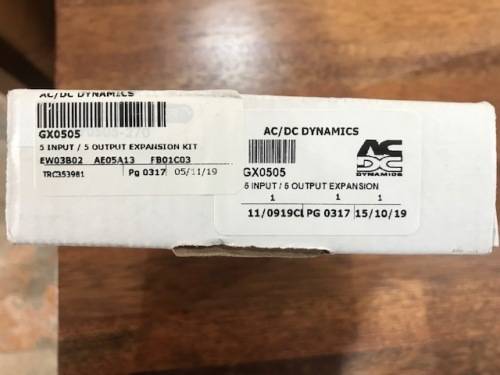 AC/DC DYNAMICS
GX0505
5 INPUT / 5 OUTPUT EXPANSION KIT
EW03B02 AE05A13 FB01C03
TRC353981 Pg 0317 05/11/19
AC/DC DYNAMICS
GX0505
5 INPUT / 5 OUTPUT EXPANSION
1 1 1
11/0919CL PG 0317 15/10/19
AC
DC
DYNAMICS